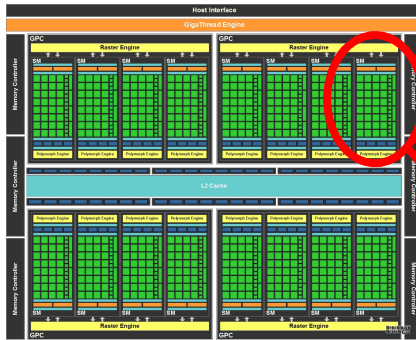 Host Interface
GigaThread Engine
GPC
GPC
Raster Engine
Raster Engine
SM
SM
SM
SM
SM
SM
SM
SM
Memory Controller
Memory Controller
Polymorph Engine
Polymorph Engine
Polymorph Engine
Polymorph Engine
Polymorph Engine
Polymorph Engine
Polymorph Engine
Polymorph Engine
Memory Controller
L2 Cache
Memory Controller
Polymorph Engine
Polymorph Engine
Polymorph Engine
Polymorph Engine
Polymorph Engine
Polymorph Engine
Polymorph Engine
Polymorph Engine
Memory Controller
Memory Controller
SM
SM
SM
SM
SM
SM
SM
SM
Raster Engine
Raster Engine
GPC
GPC